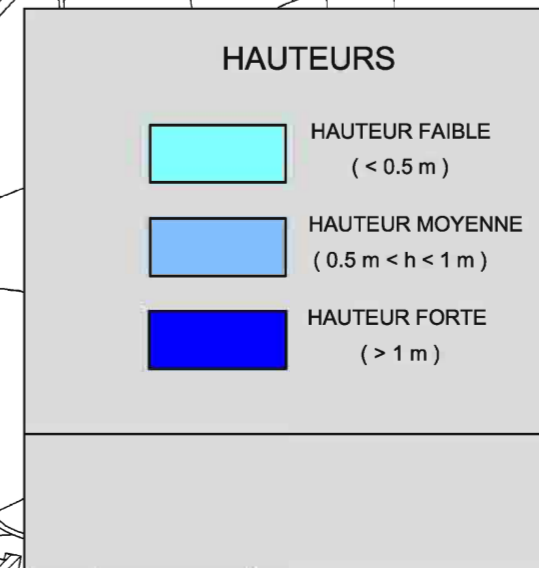 HAUTEURS
HAUTEUR FAIBLE
( < 0.5 m )
HAUTEUR MOYENNE
( 0.5 m < h < 1 m )
HAUTEUR FORTE
( > 1 m )